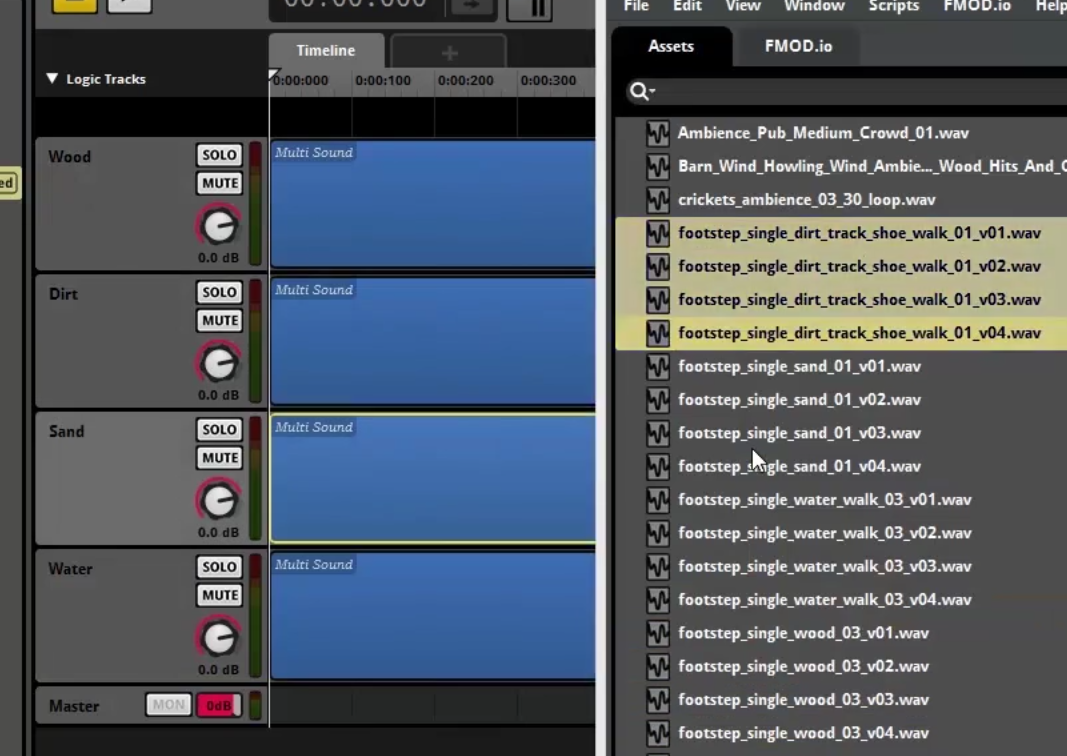 00:00:000
File Edit View Window Scripts FMOD.io Help
Timeline
+
Assets
FMOD.io
Logic Tracks
0:00:000 0:00:100 0:00:200 0:00:300
ed
Wood
SOLO
MUTE
0.0 dB
Multi Sound
Dirt
SOLO
MUTE
0.0 dB
Multi Sound
Sand
SOLO
MUTE
0.0 dB
Multi Sound
Water
SOLO
MUTE
0.0 dB
Multi Sound
Master
MON
0dB
Ambience_Pub_Medium_Crowd_01.wav
Barn_Wind_Howling_Wind_Ambie..._Wood_Hits_And_C
crickets_ambience_03_30_loop.wav
footstep_single_dirt_track_shoe_walk_01_v01.wav
footstep_single_dirt_track_shoe_walk_01_v02.wav
footstep_single_dirt_track_shoe_walk_01_v03.wav
footstep_single_dirt_track_shoe_walk_01_v04.wav
footstep_single_sand_01_v01.wav
footstep_single_sand_01_v02.wav
footstep_single_sand_01_v03.wav
footstep_single_sand_01_v04.wav
footstep_single_water_walk_03_v01.wav
footstep_single_water_walk_03_v02.wav
footstep_single_water_walk_03_v03.wav
footstep_single_water_walk_03_v04.wav
footstep_single_wood_03_v01.wav
footstep_single_wood_03_v02.wav
footstep_single_wood_03_v03.wav
footstep_single_wood_03_v04.wav